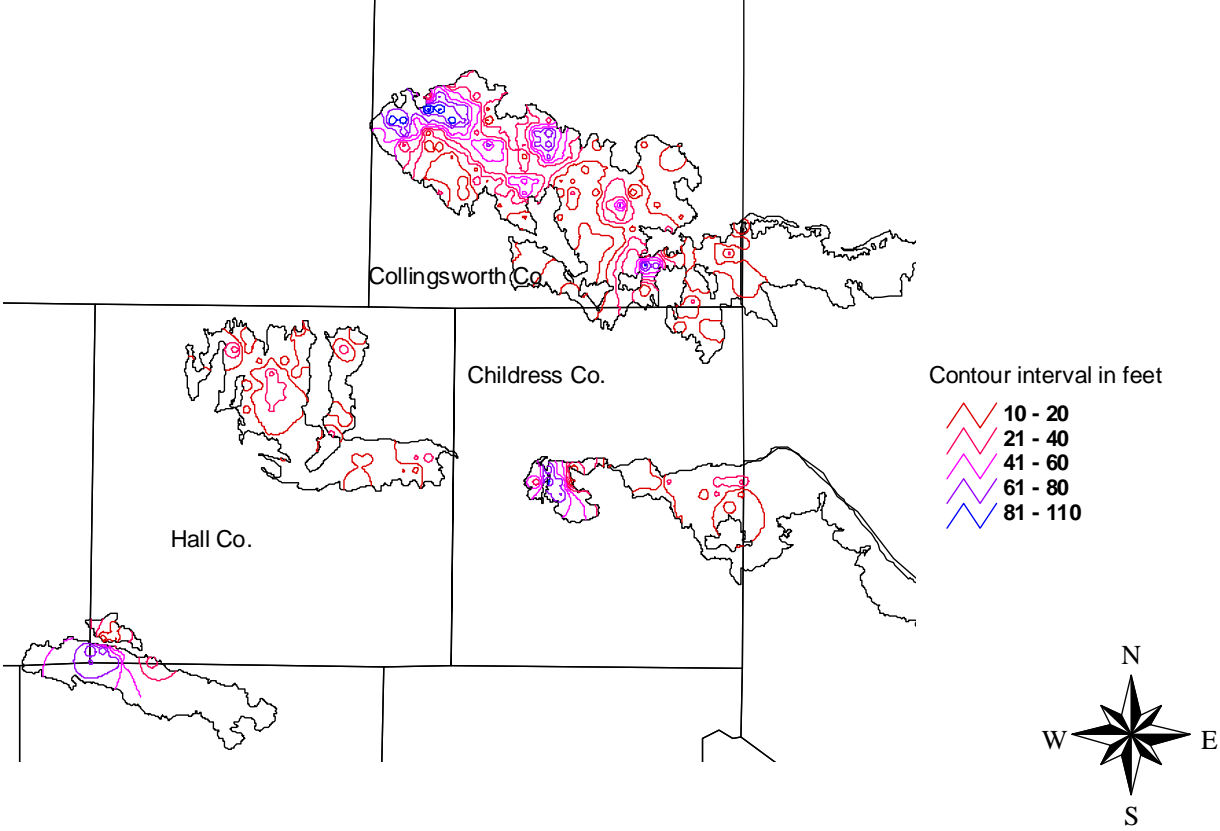 Collingsworth Co
Childress Co.
Hall Co.
Contour interval in feet
10 - 20
21 - 40
41 - 60
61 - 80
81 - 110
N
W E
S